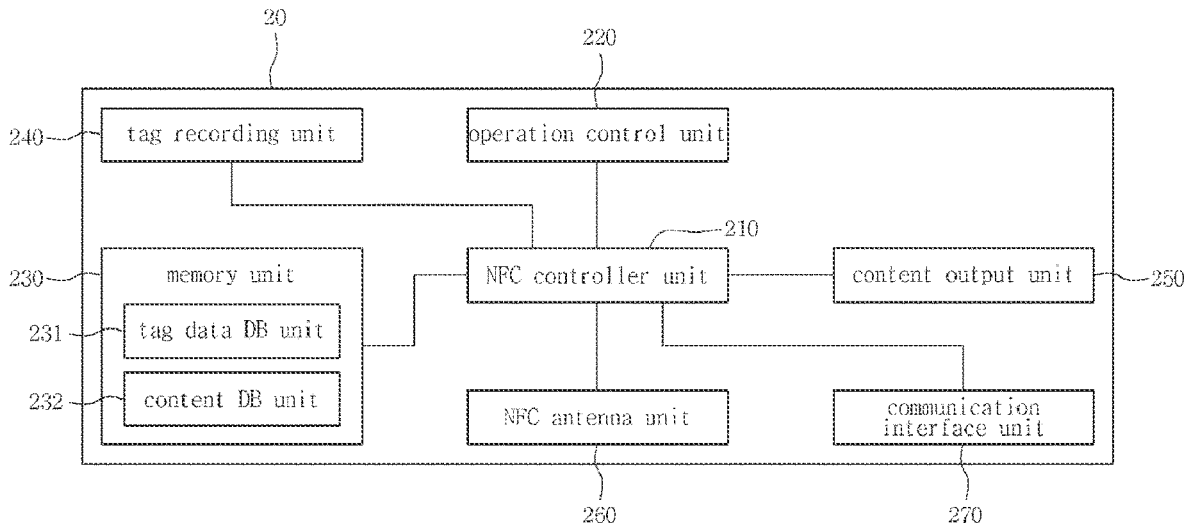 20
220
240
tag recording unit
operation control unit
210
230
memory unit
NFC controller unit
content output unit
250
231
tag data DB unit
232
content DB unit
NFC antenna unit
communication
interface unit
260
270